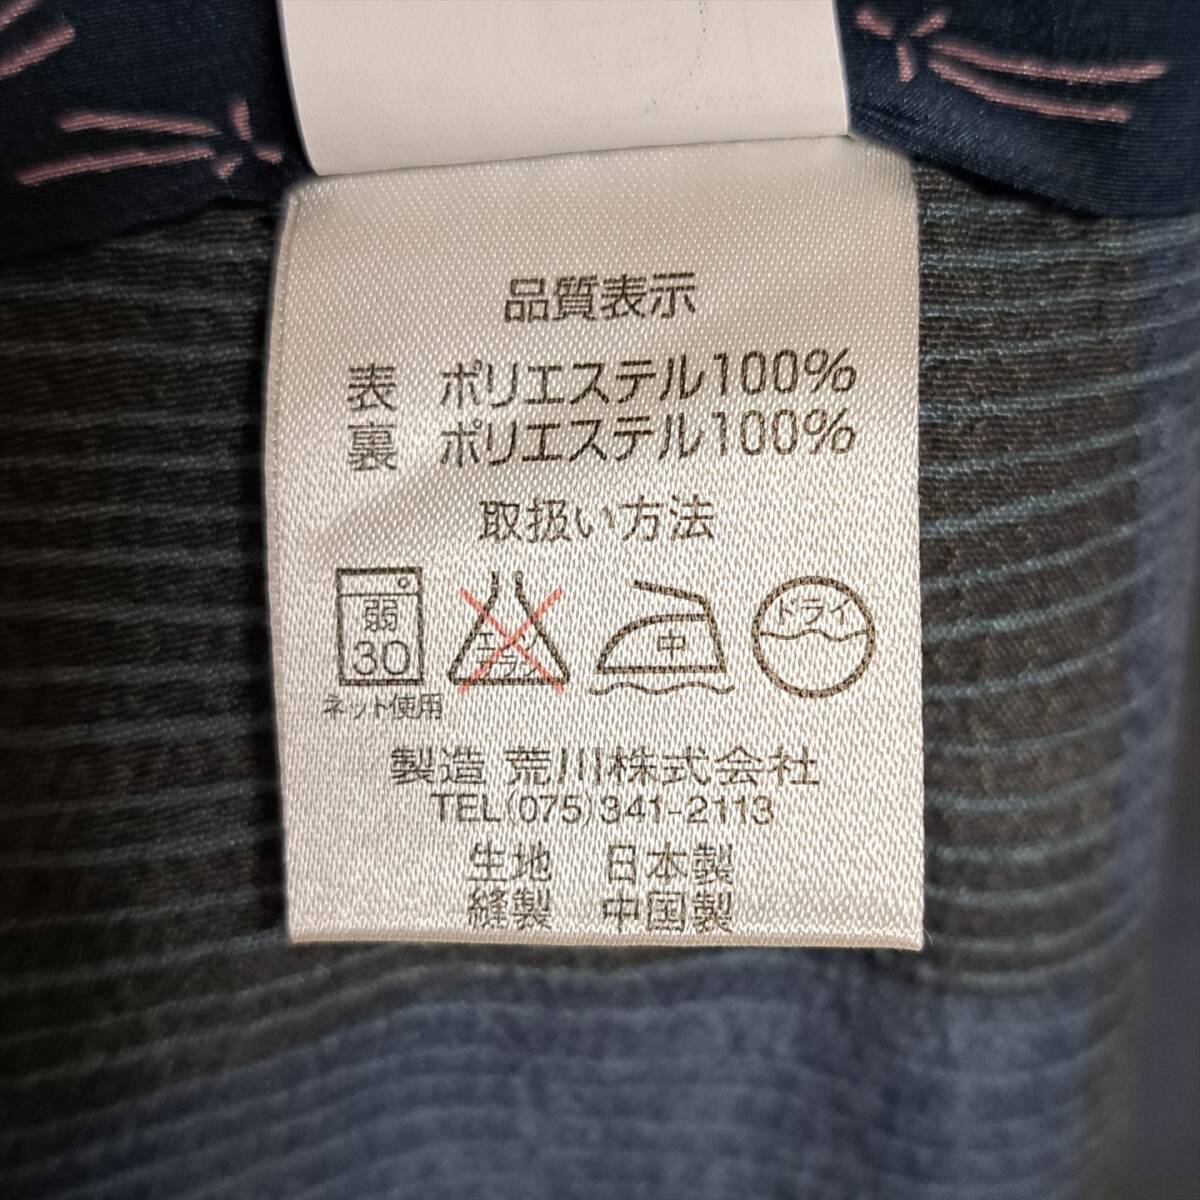 品質表示
表 ポリエステル100%
裏 ポリエステル100%
取扱い方法
弱 30
エンソ
中
ドライ
ネット使用
製造 荒川株式会社
TEL(075)341-2113
生地 日本製
縫製 中国製